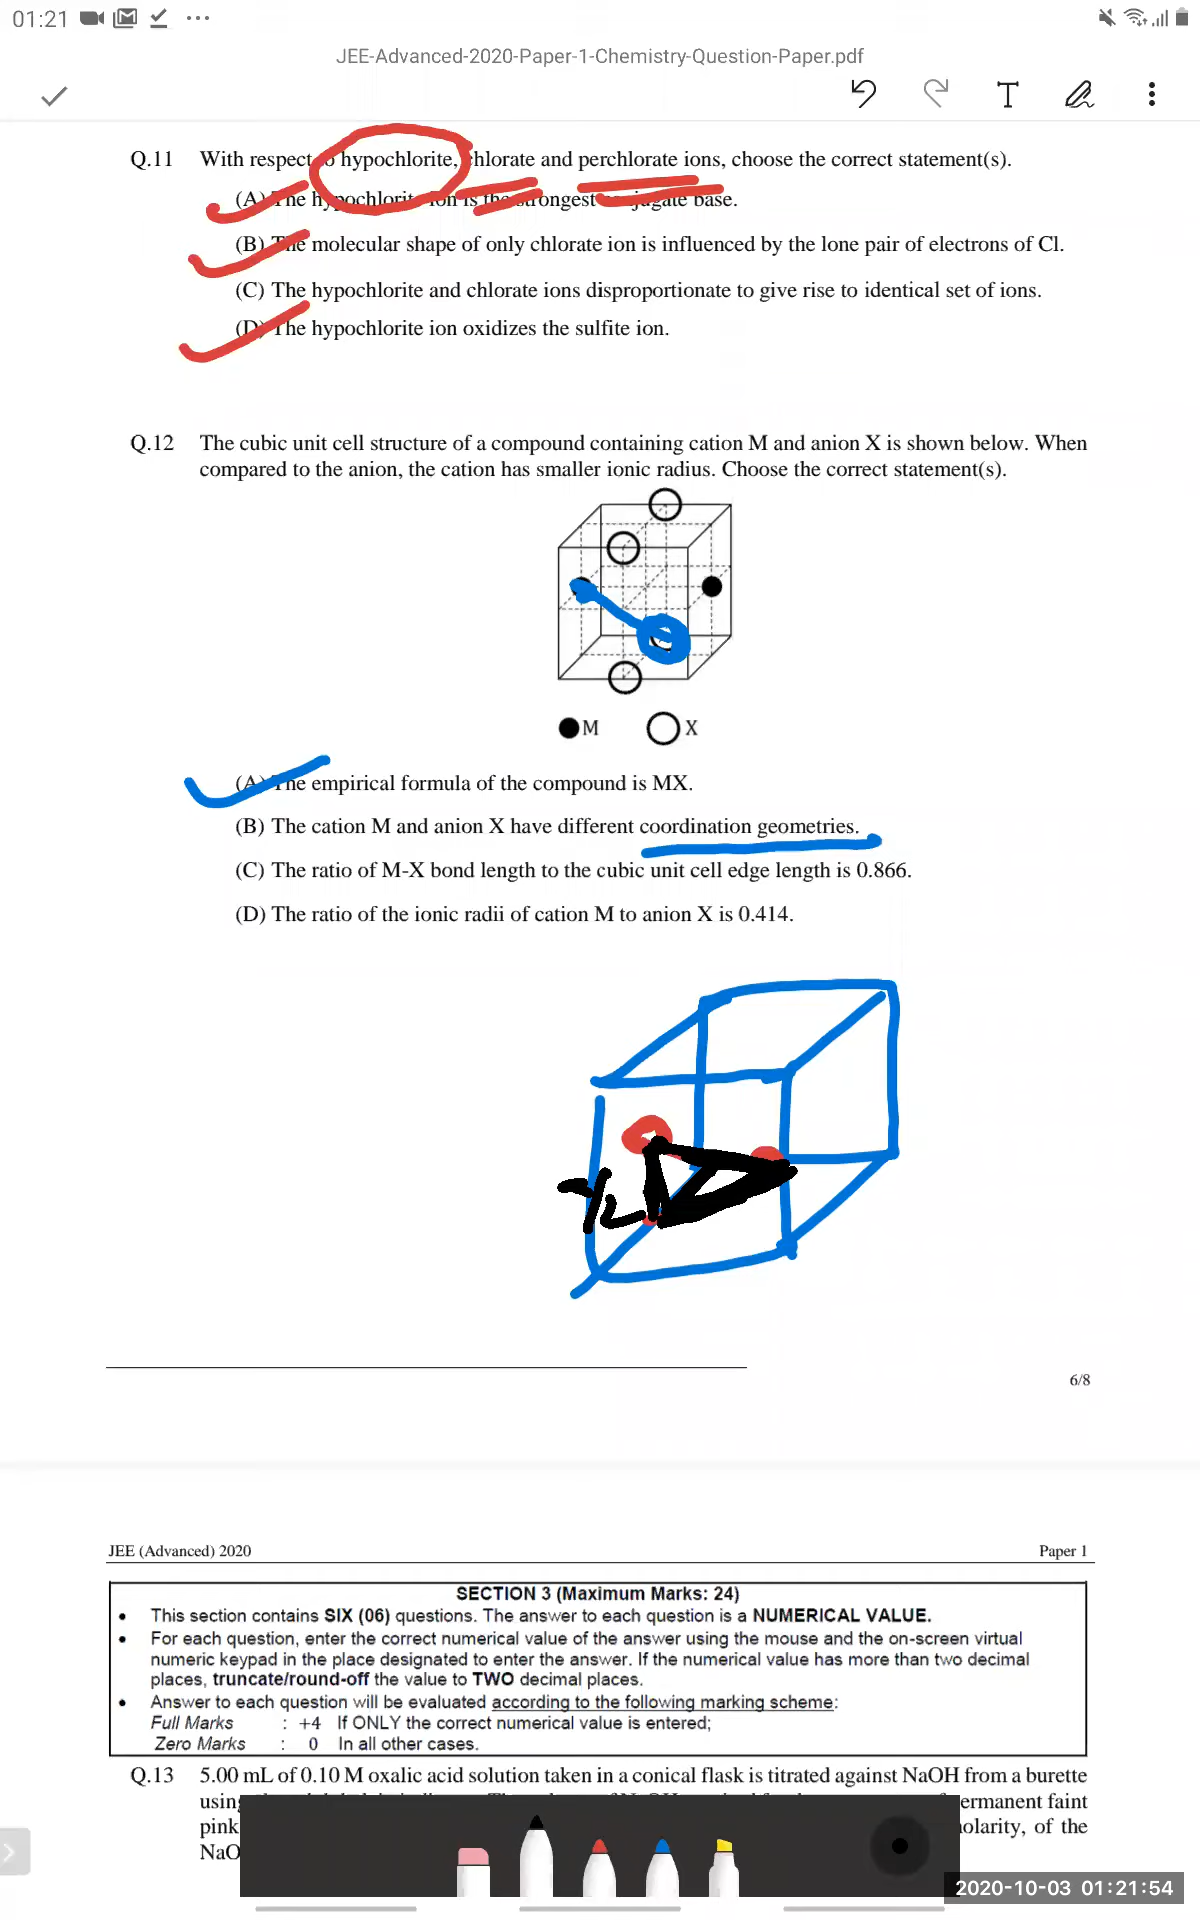 01:21
JEE-Advanced-2020-Paper-1-Chemistry-Question-Paper.pdf
T
Q.11 With respect hypochlorite, chlorate and perchlorate ions, choose the correct statement(s).
(A) The hypochlorite ion is the strongest conjugate base.
(B) The molecular shape of only chlorate ion is influenced by the lone pair of electrons of Cl.
(C) The hypochlorite and chlorate ions disproportionate to give rise to identical set of ions.
(D) The hypochlorite ion oxidizes the sulfite ion.
Q.12 The cubic unit cell structure of a compound containing cation M and anion X is shown below. When
compared to the anion, the cation has smaller ionic radius. Choose the correct statement(s).
M X
(A) The empirical formula of the compound is MX.
(B) The cation M and anion X have different coordination geometries.
(C) The ratio of M-X bond length to the cubic unit cell edge length is 0.866.
(D) The ratio of the ionic radii of cation M to anion X is 0.414.
6/8
JEE (Advanced) 2020 Paper 1
SECTION 3 (Maximum Marks: 24)
• This section contains SIX (06) questions. The answer to each question is a NUMERICAL VALUE.
• For each question, enter the correct numerical value of the answer using the mouse and the on-screen virtual
numeric keypad in the place designated to enter the answer. If the numerical value has more than two decimal
places, truncate/round-off the value to TWO decimal places.
• Answer to each question will be evaluated according to the following marking scheme:
Full Marks : +4 If ONLY the correct numerical value is entered;
Zero Marks : 0 In all other cases.
Q.13 5.00 mL of 0.10 M oxalic acid solution taken in a conical flask is titrated against NaOH from a burette
using permanent faint
pink molarity, of the
NaO
2020-10-03 01:21:54